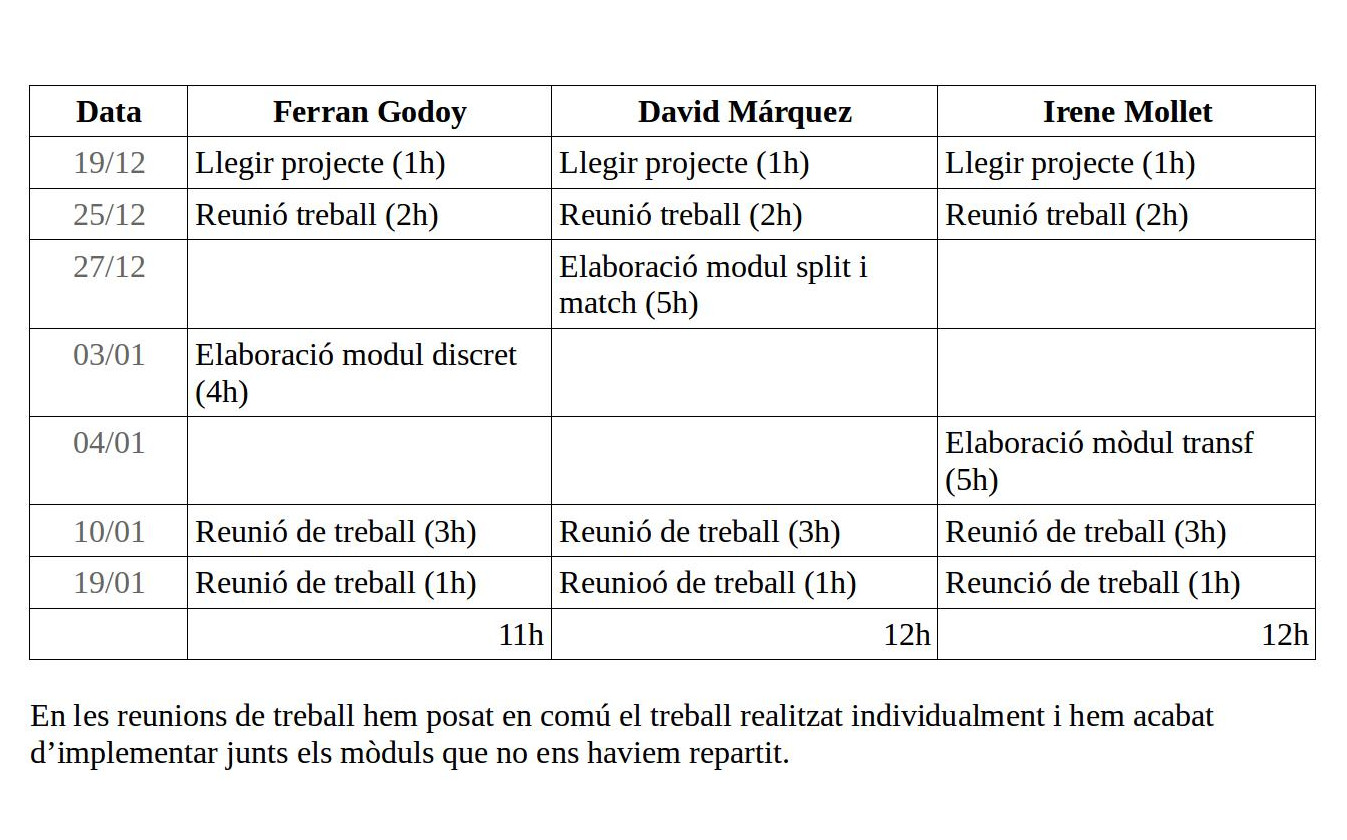 Data Ferran Godoy David Márquez Irene Mollet
19/12 Llegir projecte (1h) Llegir projecte (1h) Llegir projecte (1h)
25/12 Reunió treball (2h) Reunió treball (2h) Reunió treball (2h)
27/12 Elaboració modul split i
match (5h)
03/01 Elaboració modul discret
(4h)
04/01 Elaboració mòdul transf
(5h)
10/01 Reunió de treball (3h) Reunió de treball (3h) Reunió de treball (3h)
19/01 Reunió de treball (1h) Reunioó de treball (1h) Reunció de treball (1h)
11h 12h 12h
En les reunions de treball hem posat en comú el treball realitzat individualment i hem acabat
d’implementar junts els mòduls que no ens haviem repartit.